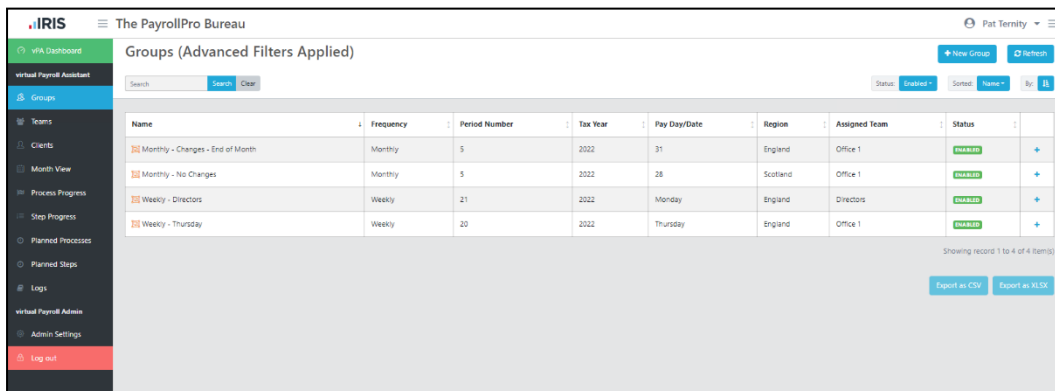 IRIS The PayrollPro Bureau Pat Ternity
vPA Dashboard
virtual Payroll Assistant
Groups
Teams
Clients
Month View
Process Progress
Step Progress
Planned Processes
Planned Steps
Logs
virtual Payroll Admin
Admin Settings
Log out
Groups (Advanced Filters Applied)
+ New Group Refresh
Search Search Clear Status: Enabled Sorted: Name By:
Name Frequency Period Number Tax Year Pay Day/Date Region Assigned Team Status
Monthly - Changes - End of Month Monthly 5 2022 31 England Office 1 ENABLED +
Monthly - No Changes Monthly 5 2022 28 Scotland Office 1 ENABLED +
Weekly - Directors Weekly 21 2022 Monday England Directors ENABLED +
Weekly - Thursday Weekly 20 2022 Thursday England Office 1 ENABLED +
Showing record 1 to 4 of 4 item(s)
Export as CSV Export as XLSX